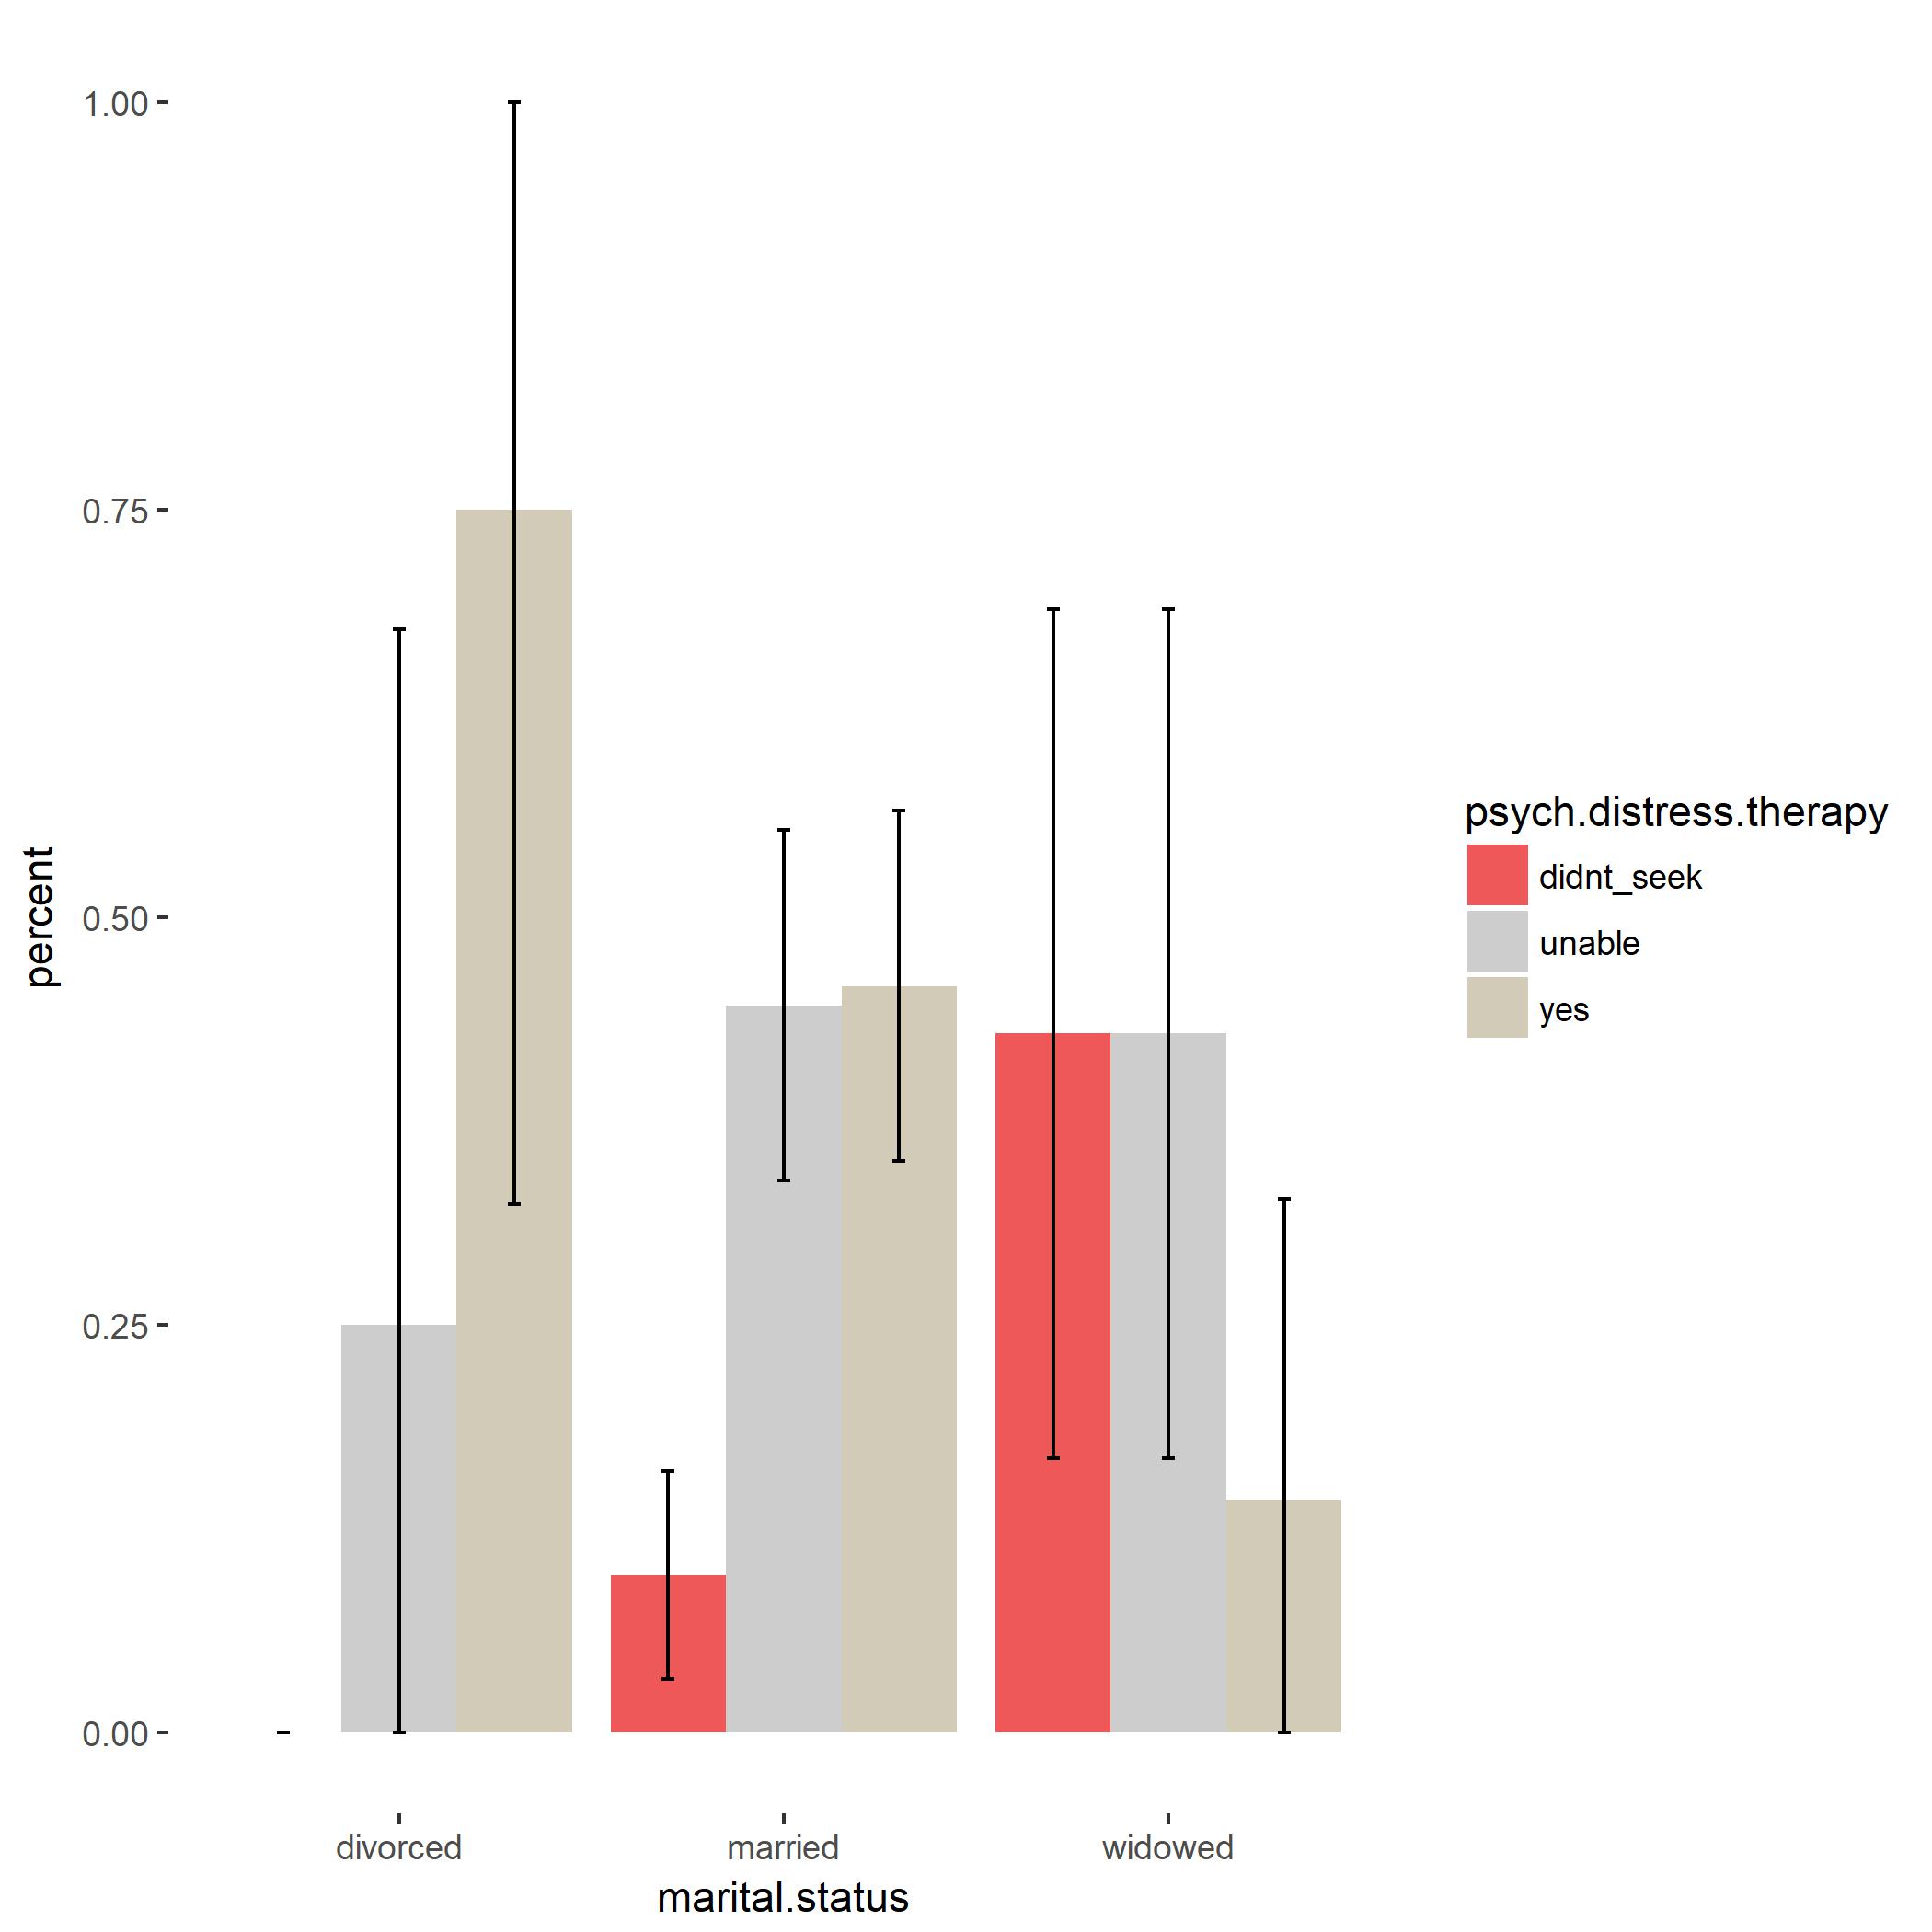 1.00
0.75
0.50
0.25
0.00
percent
divorced
married
widowed
marital.status
psych.distress.therapy
didnt_seek
unable
yes